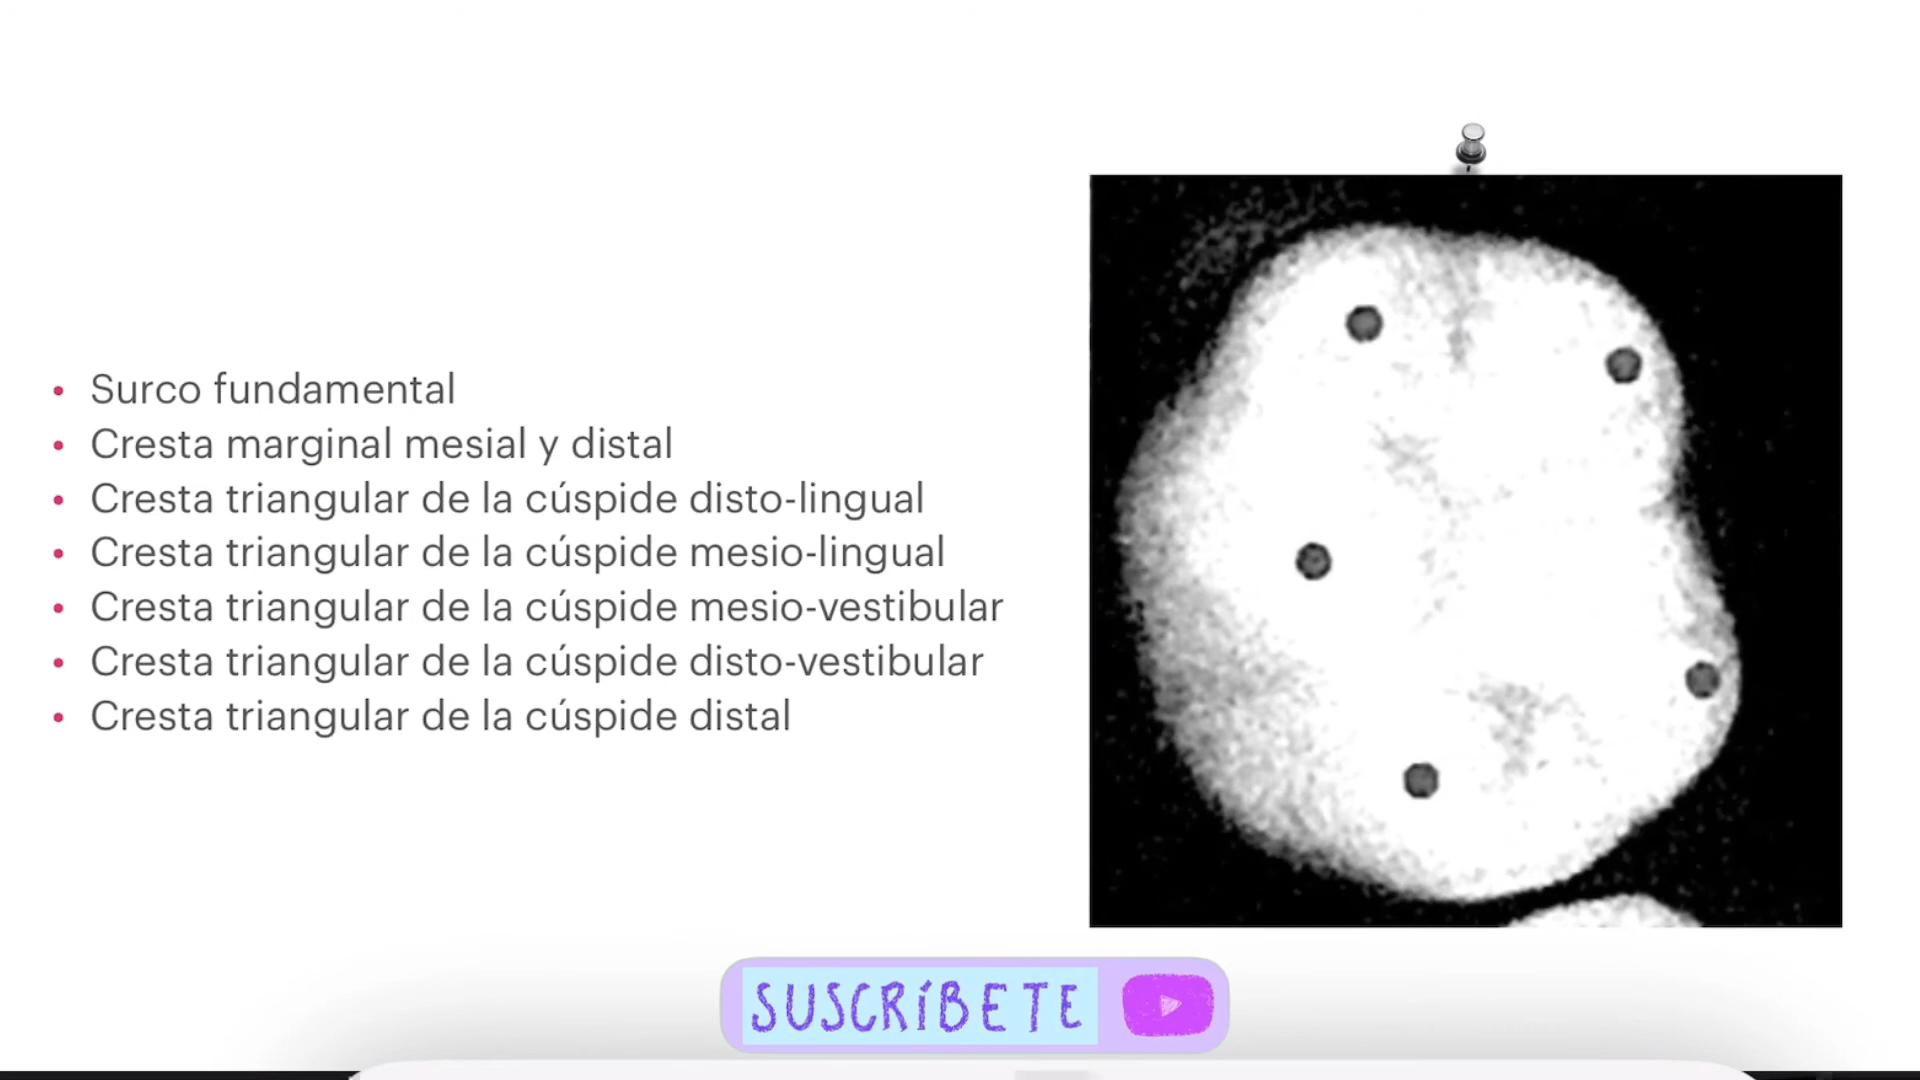 • Surco fundamental
• Cresta marginal mesial y distal
• Cresta triangular de la cúspide disto-lingual
• Cresta triangular de la cúspide mesio-lingual
• Cresta triangular de la cúspide mesio-vestibular
• Cresta triangular de la cúspide disto-vestibular
• Cresta triangular de la cúspide distal
SUSCRÍBETE